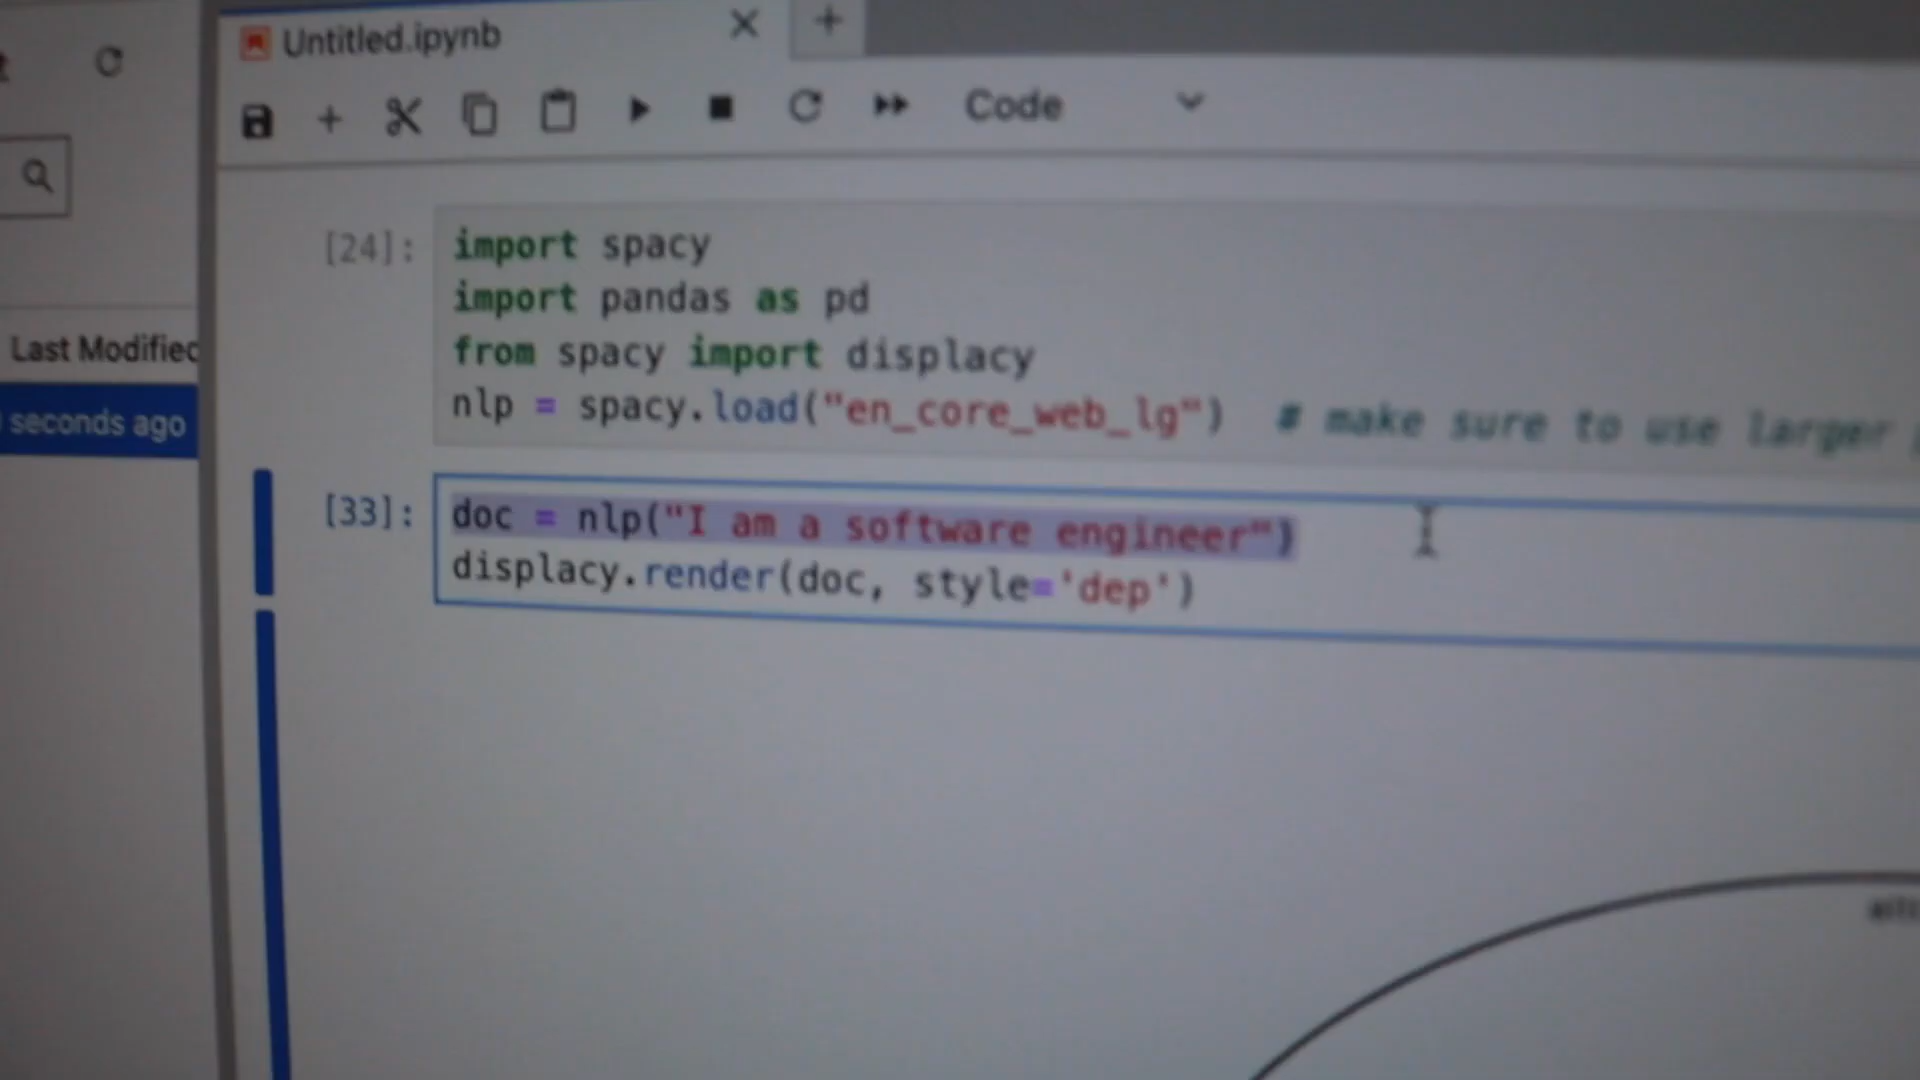 Untitled.ipynb
Code
Last Modified
seconds ago
[24]:
import spacy
import pandas as pd
from spacy import displacy
nlp = spacy.load("en_core_web_lg")  # make sure to use larger
[33]:
doc = nlp("I am a software engineer")
displacy.render(doc, style='dep')